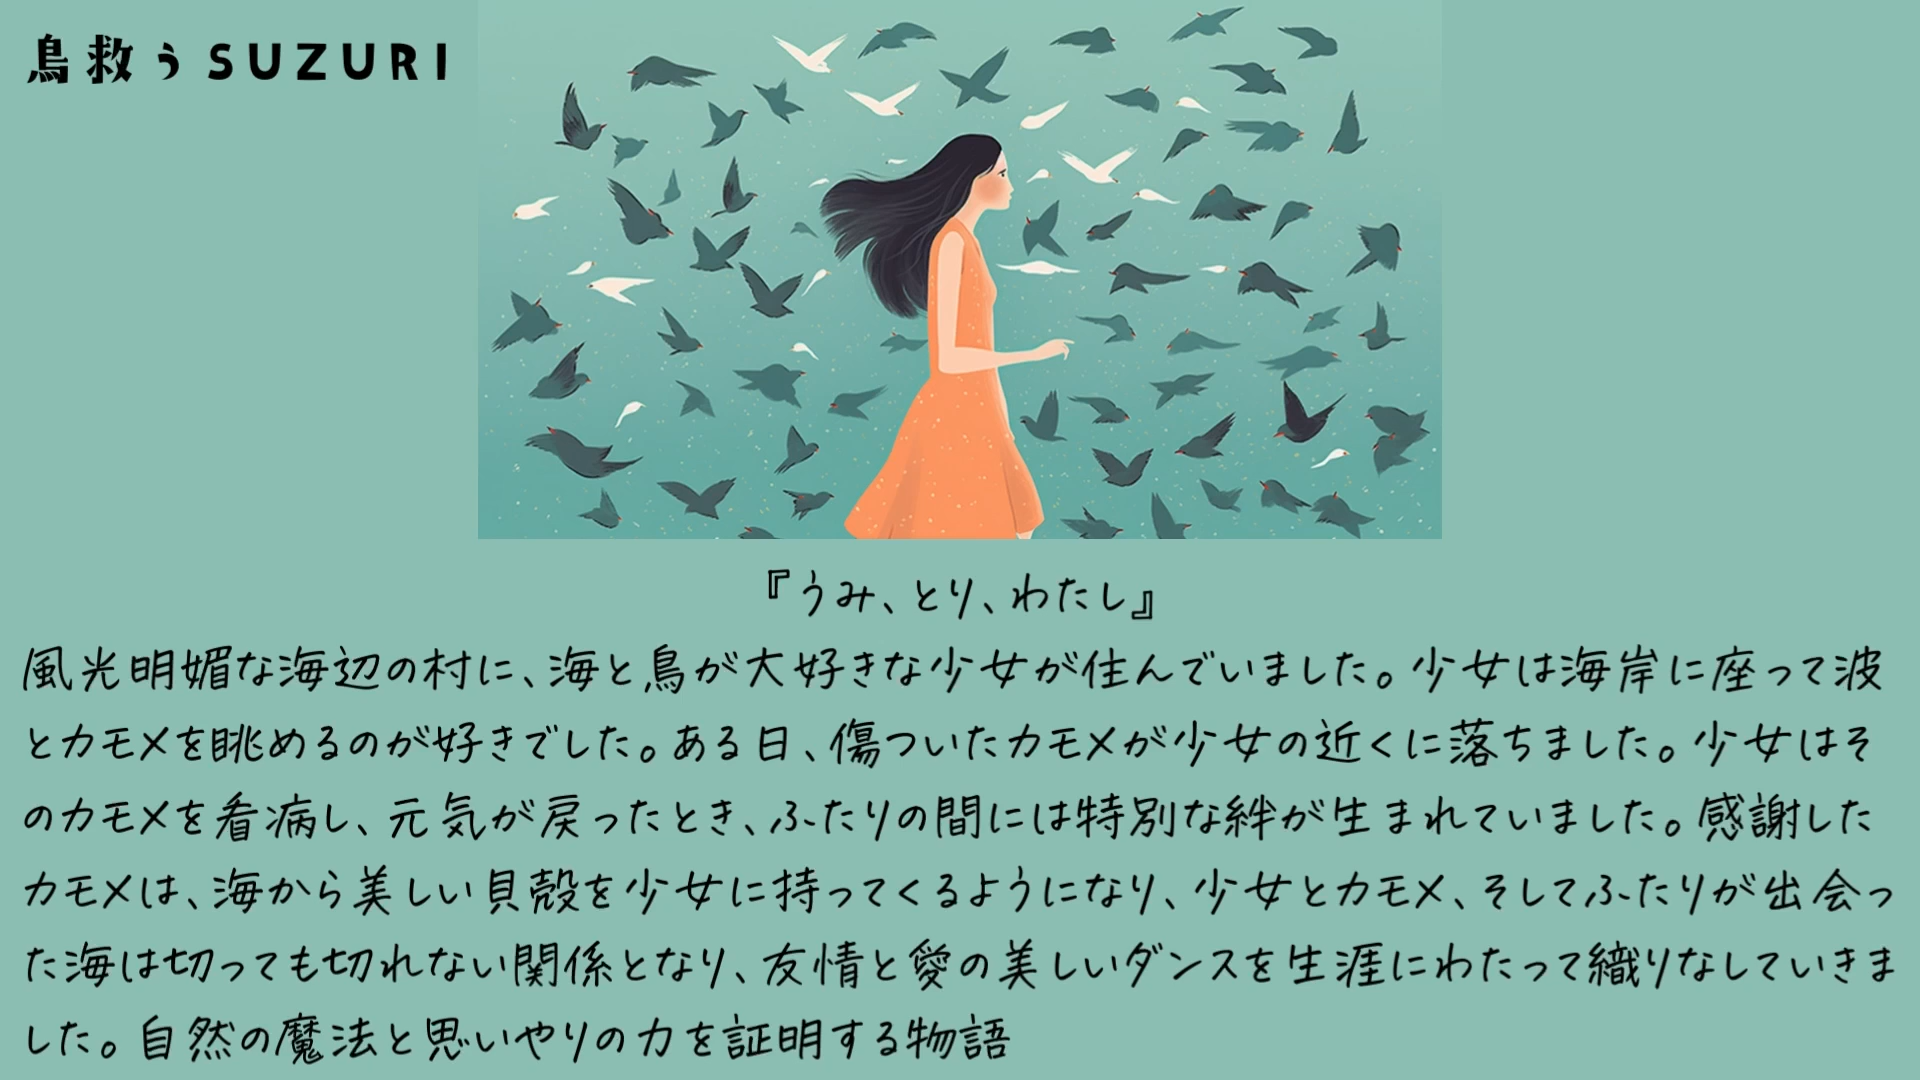 鳥救うSUZURI
『うみ、とり、わたし』
風光明媚な海辺の村に、海と鳥が大好きな少女が住んでいました。少女は海岸に座って波
とカモメを眺めるのが好きでした。ある日、傷ついたカモメが少女の近くに落ちました。少女はそ
のカモメを看病し、元気が戻ったとき、ふたりの間には特別な絆が生まれていました。感謝した
カモメは、海から美しい貝殻を少女に持ってくるようになり、少女とカモメ、そしてふたりが出会っ
た海は切っても切れない関係となり、友情と愛の美しいダンスを生涯にわたって織りなしていきま
した。自然の魔法と思いやりの力を証明する物語